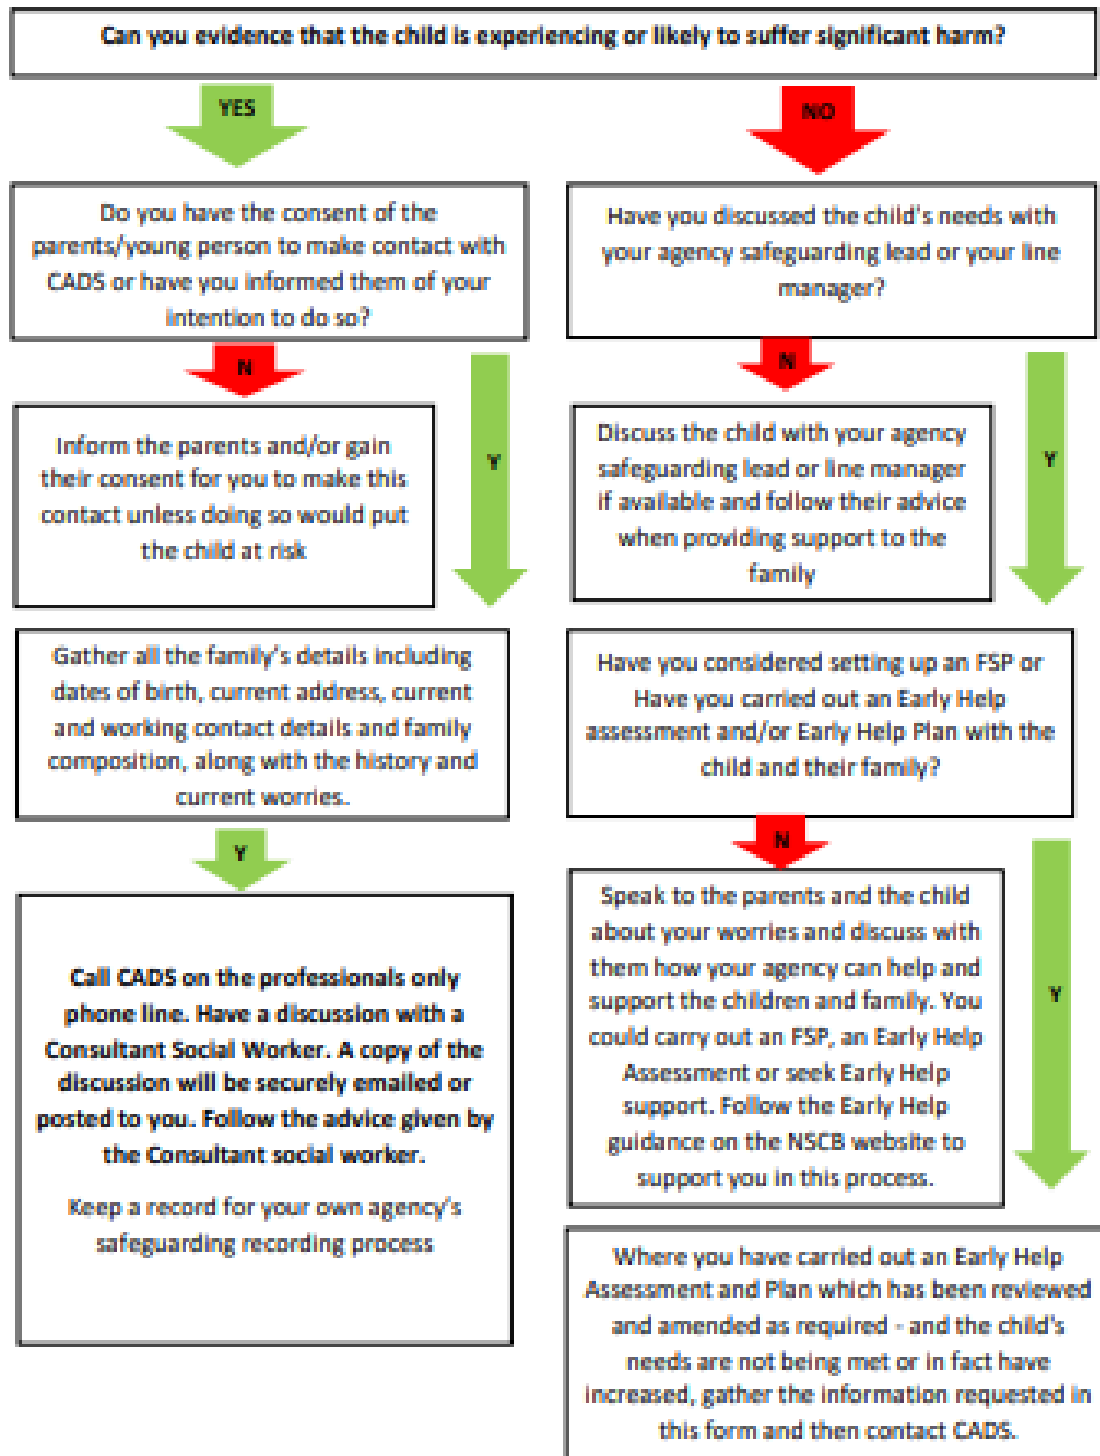 Can you evidence that the child is experiencing or likely to suffer significant harm?
YES
NO
Do you have the consent of the
parents/young person to make contact with
CADS or have you informed them of your
intention to do so?
Have you discussed the child's needs with
your agency safeguarding lead or your line
manager?
N
Y
N
Y
Inform the parents and/or gain
their consent for you to make this
contact unless doing so would put
the child at risk
Discuss the child with your agency
safeguarding lead or line manager
if available and follow their advice
when providing support to the
family
Gather all the family's details including
dates of birth, current address, current
and working contact details and family
composition, along with the history and
current worries.
Have you considered setting up an FSP or
Have you carried out an Early Help
assessment and/or Early Help Plan with the
child and their family?
Y
N
Y
Call CADS on the professionals only
phone line. Have a discussion with a
Consultant Social Worker. A copy of the
discussion will be securely emailed or
posted to you. Follow the advice given by
the Consultant social worker.
Keep a record for your own agency's
safeguarding recording process
Speak to the parents and the child
about your worries and discuss with
them how your agency can help and
support the children and family. You
could carry out an FSP, an Early Help
Assessment or seek Early Help
support. Follow the Early Help
guidance on the NSCB website to
support you in this process.
Where you have carried out an Early Help
Assessment and Plan which has been reviewed
and amended as required - and the child's
needs are not being met or in fact have
increased, gather the information requested in
this form and then contact CADS.